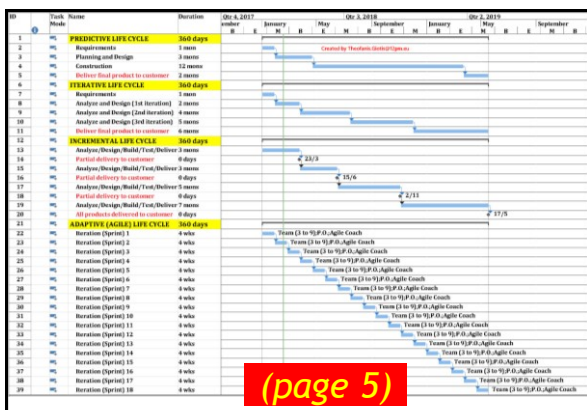 ID Task Mode Name Duration Qtr 4, 2017 Qtr 3, 2018 Qtr 2, 2019
January May September January May September
B E M B E M B E M B E M B E M B E
1 PREDICTIVE LIFE CYCLE 360 days
2 Requirements 1 mon
3 Planning and Design 3 mons
4 Construction 12 mons
5 Deliver final product to customer 2 mons
6 ITERATIVE LIFE CYCLE 360 days
7 Requirements 1 mon
8 Analyze and Design (1st iteration) 2 mons
9 Analyze and Design (2nd iteration) 4 mons
10 Analyze and Design (3rd iteration) 5 mons
11 Deliver final product to customer 6 mons
12 INCREMENTAL LIFE CYCLE 360 days
13 Analyze/Design/Build/Test/Deliver 3 mons
14 Partial delivery to customer 0 days 23/3
15 Analyze/Design/Build/Test/Deliver 3 mons
16 Partial delivery to customer 0 days 15/6
17 Analyze/Design/Build/Test/Deliver 5 mons
18 Partial delivery to customer 0 days 2/11
19 Analyze/Design/Build/Test/Deliver 7 mons
20 All products delivered to customer 0 days 17/5
21 ADAPTIVE (AGILE) LIFE CYCLE 360 days
22 Iteration (Sprint) 1 4 wks Team (3 to 9);P.O.;Agile Coach
23 Iteration (Sprint) 2 4 wks Team (3 to 9);P.O.;Agile Coach
24 Iteration (Sprint) 3 4 wks Team (3 to 9);P.O.;Agile Coach
25 Iteration (Sprint) 4 4 wks Team (3 to 9);P.O.;Agile Coach
26 Iteration (Sprint) 5 4 wks Team (3 to 9);P.O.;Agile Coach
27 Iteration (Sprint) 6 4 wks Team (3 to 9);P.O.;Agile Coach
28 Iteration (Sprint) 7 4 wks Team (3 to 9);P.O.;Agile Coach
29 Iteration (Sprint) 8 4 wks Team (3 to 9);P.O.;Agile Coach
30 Iteration (Sprint) 9 4 wks Team (3 to 9);P.O.;Agile Coach
31 Iteration (Sprint) 10 4 wks Team (3 to 9);P.O.;Agile Coach
32 Iteration (Sprint) 11 4 wks Team (3 to 9);P.O.;Agile Coach
33 Iteration (Sprint) 12 4 wks Team (3 to 9);P.O.;Agile Coach
34 Iteration (Sprint) 13 4 wks Team (3 to 9);P.O.;Agile Coach
35 Iteration (Sprint) 14 4 wks Team (3 to 9);P.O.;Agile Coach
36 Iteration (Sprint) 15 4 wks Team (3 to 9);P.O.;Agile Coach
37 Iteration (Sprint) 16 4 wks Team (3 to 9);P.O.;Agile Coach
38 Iteration (Sprint) 17 4 wks Team (3 to 9);P.O.;Agile Coach
39 Iteration (Sprint) 18 4 wks Team (3 to 9);P.O.;Agile Coach
(page 5)